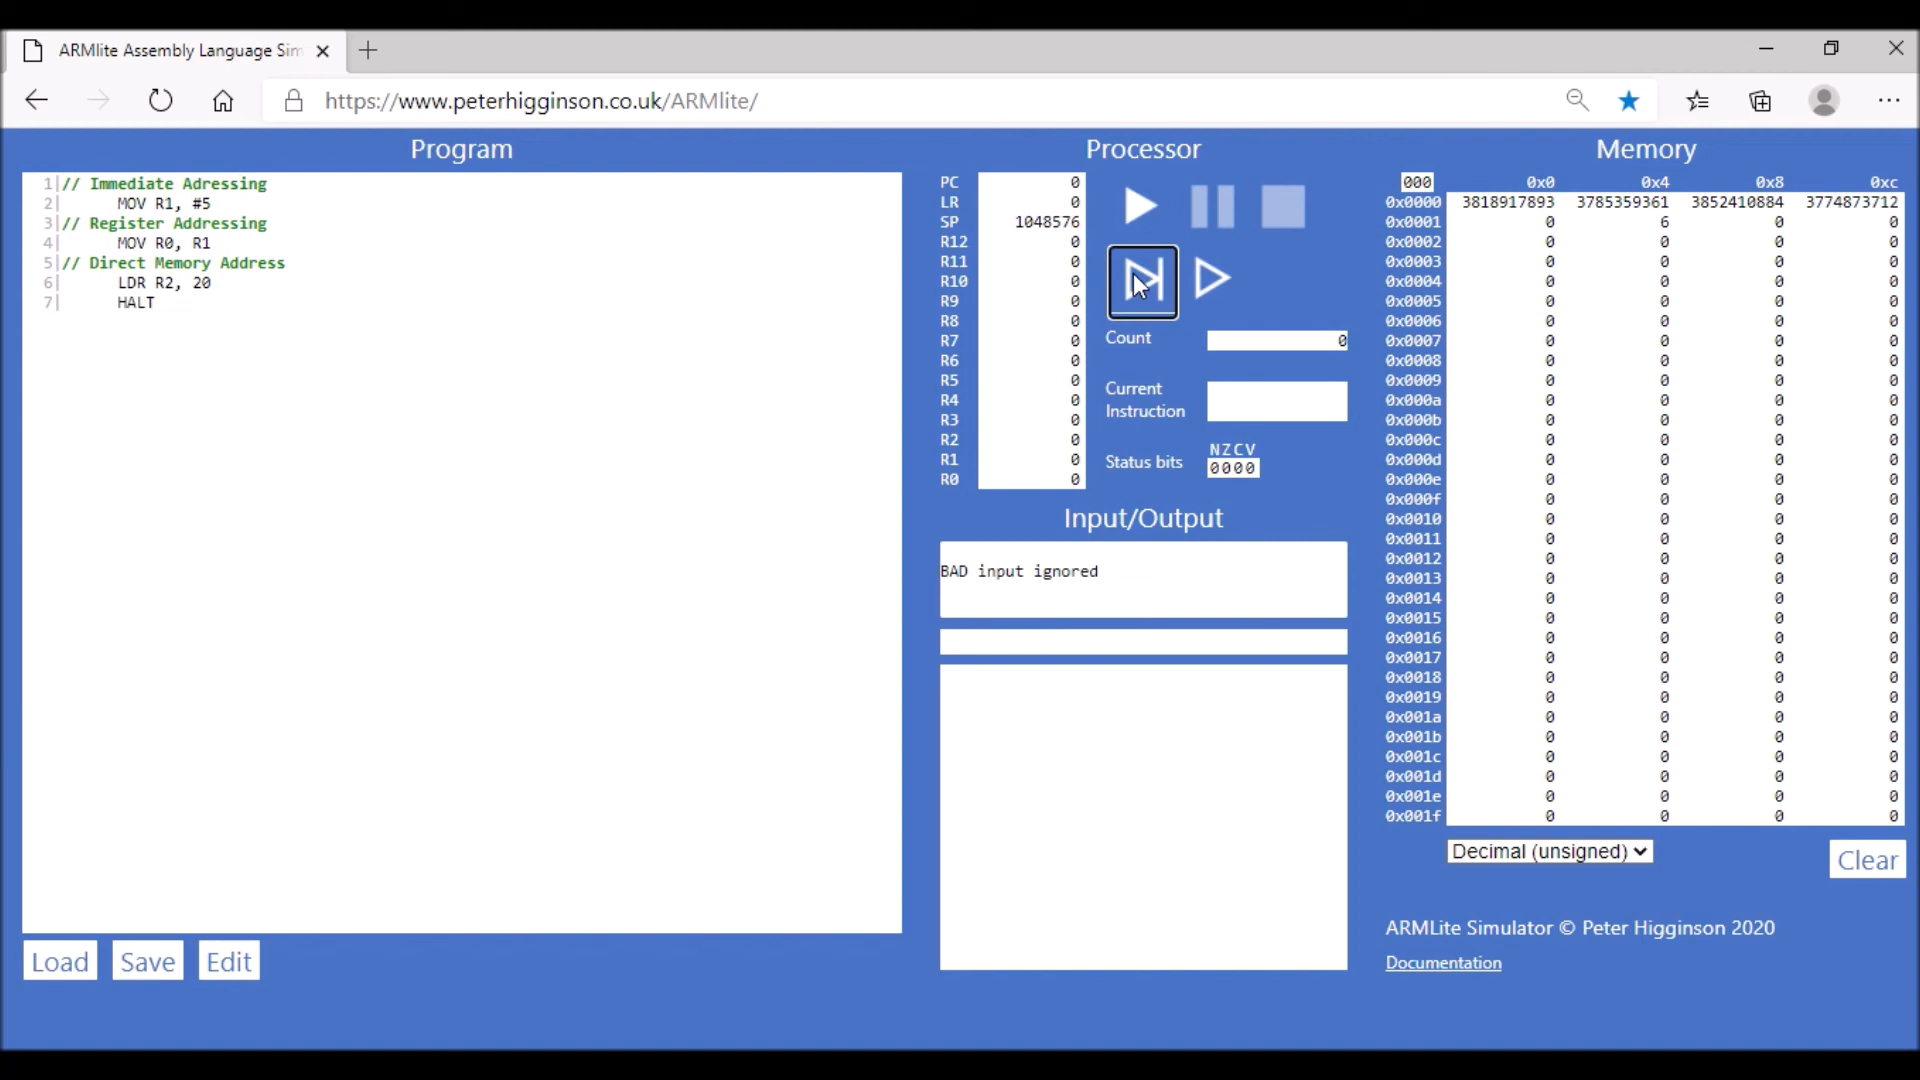 ARMlite Assembly Language Sim
https://www.peterhigginson.co.uk/ARMlite/
Program
1| // Immediate Adressing
2| MOV R1, #5
3| // Register Addressing
4| MOV R0, R1
5| // Direct Memory Address
6| LDR R2, 20
7| HALT
Load Save Edit
Processor
PC 0
LR 0
SP 1048576
R12 0
R11 0
R10 0
R9 0
R8 0
R7 0
R6 0
R5 0
R4 0
R3 0
R2 0
R1 0
R0 0
Count 0
Current
Instruction
NZCV
Status bits 0000
Input/Output
BAD input ignored
Memory
000 0x0 0x4 0x8 0xc
0x0000 3818917893 3785359361 3852410884 3774873712
0x0001 0 6 0 0
0x0002 0 0 0 0
0x0003 0 0 0 0
0x0004 0 0 0 0
0x0005 0 0 0 0
0x0006 0 0 0 0
0x0007 0 0 0 0
0x0008 0 0 0 0
0x0009 0 0 0 0
0x000a 0 0 0 0
0x000b 0 0 0 0
0x000c 0 0 0 0
0x000d 0 0 0 0
0x000e 0 0 0 0
0x000f 0 0 0 0
0x0010 0 0 0 0
0x0011 0 0 0 0
0x0012 0 0 0 0
0x0013 0 0 0 0
0x0014 0 0 0 0
0x0015 0 0 0 0
0x0016 0 0 0 0
0x0017 0 0 0 0
0x0018 0 0 0 0
0x0019 0 0 0 0
0x001a 0 0 0 0
0x001b 0 0 0 0
0x001c 0 0 0 0
0x001d 0 0 0 0
0x001e 0 0 0 0
0x001f 0 0 0 0
Decimal (unsigned)
Clear
ARMLite Simulator © Peter Higginson 2020
Documentation